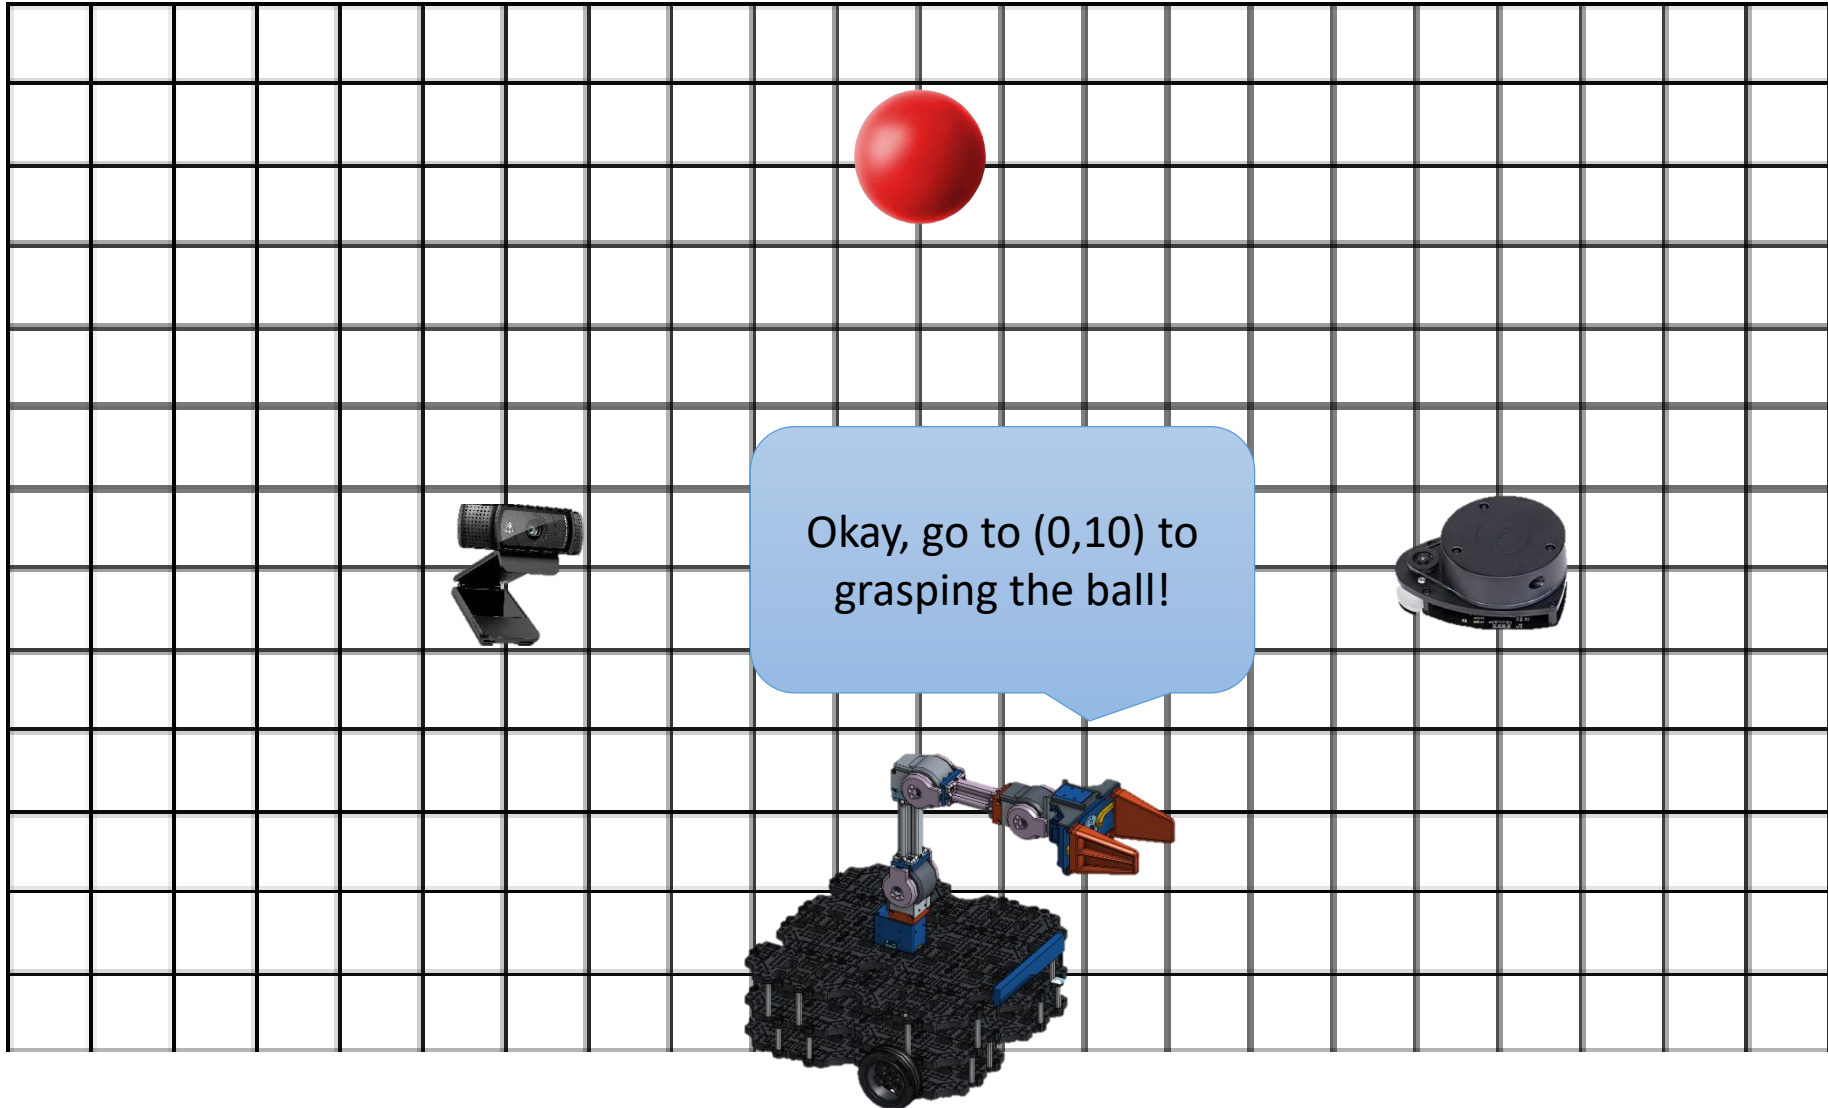 Okay, go to (0,10) to
grasping the ball!